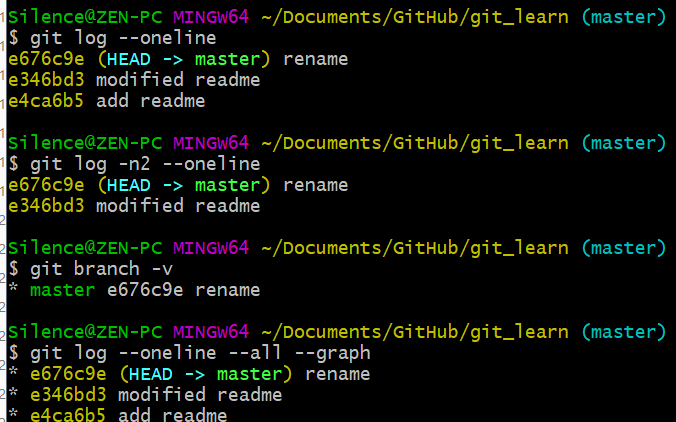 Silence@ZEN-PC MINGW64 ~/Documents/GitHub/git_learn (master)
$ git log --oneline
e676c9e (HEAD -> master) rename
e346bd3 modified readme
e4ca6b5 add readme
Silence@ZEN-PC MINGW64 ~/Documents/GitHub/git_learn (master)
$ git log -n2 --oneline
e676c9e (HEAD -> master) rename
e346bd3 modified readme
Silence@ZEN-PC MINGW64 ~/Documents/GitHub/git_learn (master)
$ git branch -v
* master e676c9e rename
Silence@ZEN-PC MINGW64 ~/Documents/GitHub/git_learn (master)
$ git log --oneline --all --graph
* e676c9e (HEAD -> master) rename
* e346bd3 modified readme
* e4ca6b5 add readme